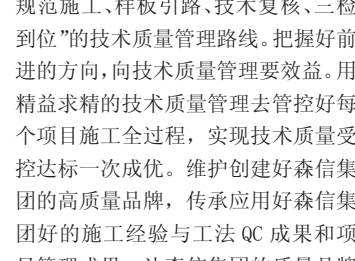 规范施工、样板引路、技术复核、三检
到位”的技术质量管理路线。把握好前
进的方向,向技术质量管理要效益。用
精益求精的技术质量管理去管控好每
个项目施工全过程，实现技术质量受
控达标一次成优。维护创建好森信集
团的高质量品牌，传承应用好森信集
团好的施工经验与工法 QC 成果和项